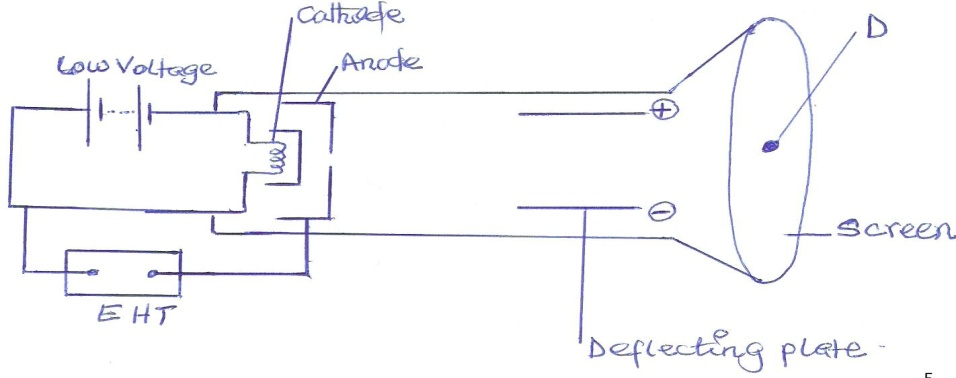 Cathode
D
Low Voltage
Anode
+
−
Screen
EHT
Deflecting plate
5